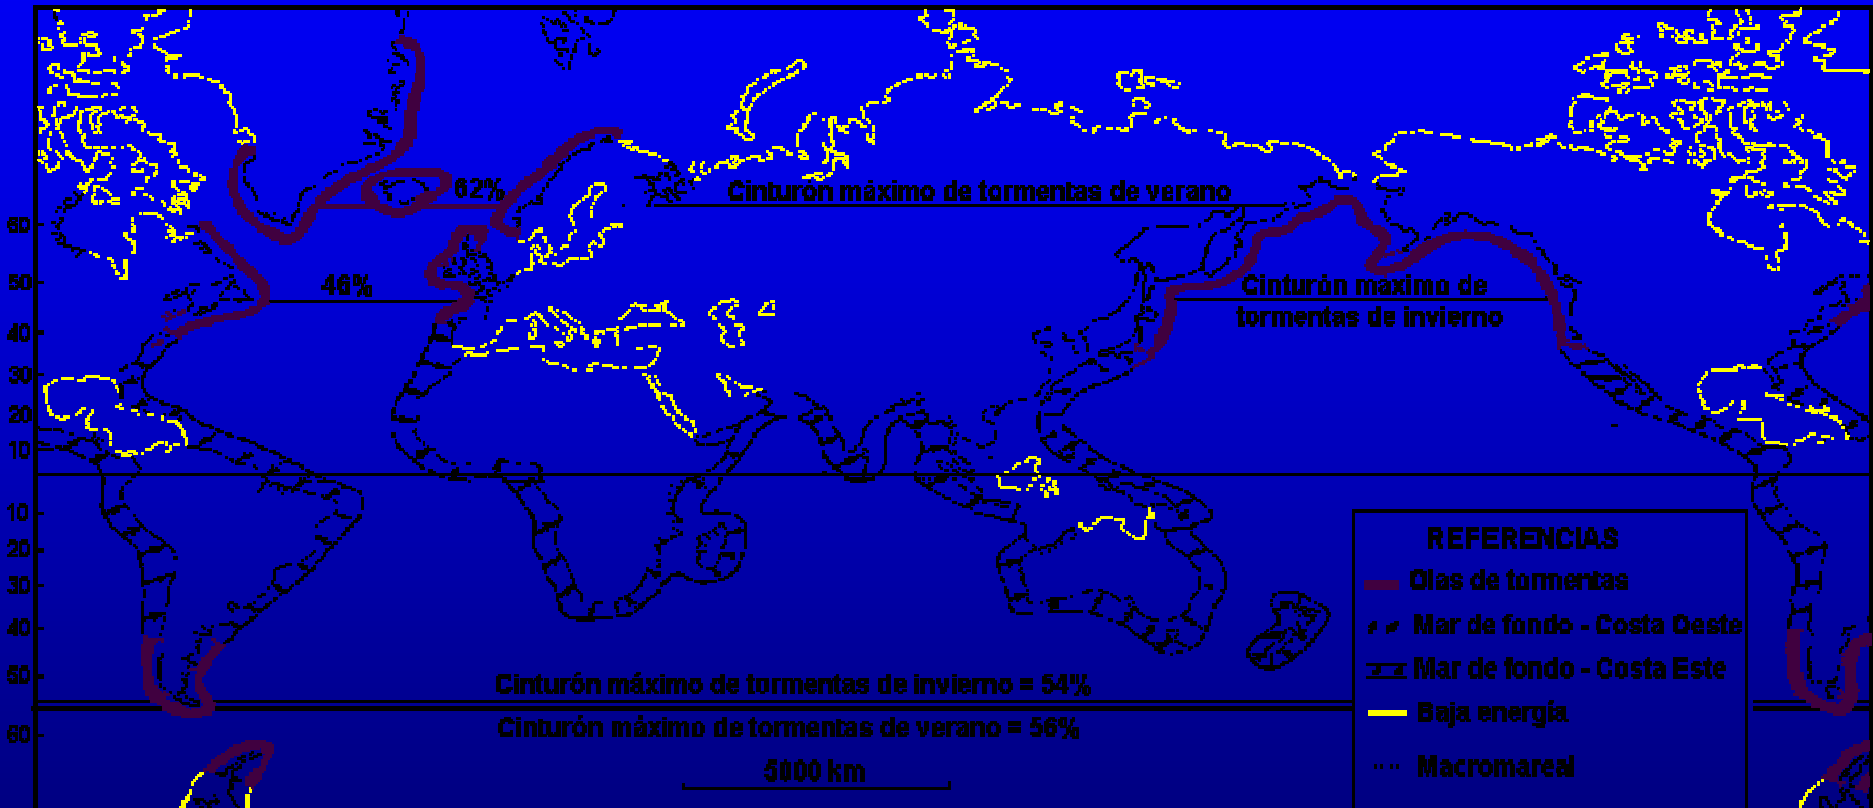 62%
Cinturón máximo de tormentas de verano
60
50
46%
Cinturón máximo de
tormentas de invierno
40
30
20
10
10
20
30
40
50
60
Cinturón máximo de tormentas de invierno = 54%
Cinturón máximo de tormentas de verano = 56%
5000 km
REFERENCIAS
Olas de tormentas
Mar de fondo - Costa Oeste
Mar de fondo - Costa Este
Baja energía
Macromareal